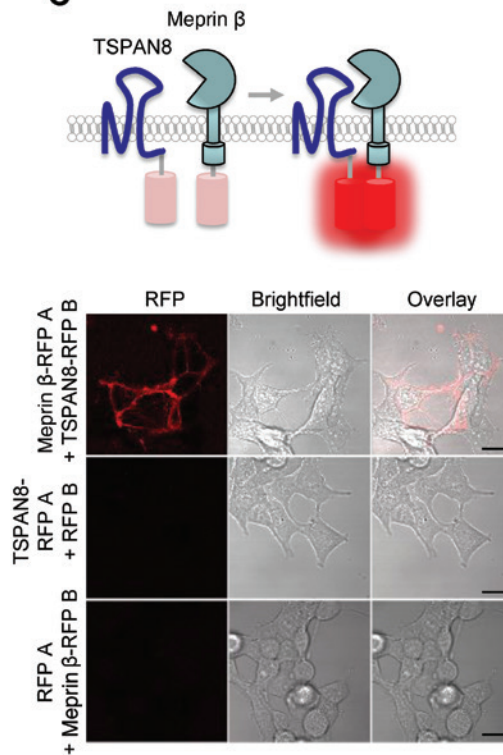 Meprin β
TSPAN8
RFP Brightfield Overlay
Meprin β-RFP A
+ TSPAN8-RFP B
TSPAN8-
RFP A
+ RFP B
RFP A
+ Meprin β-RFP B